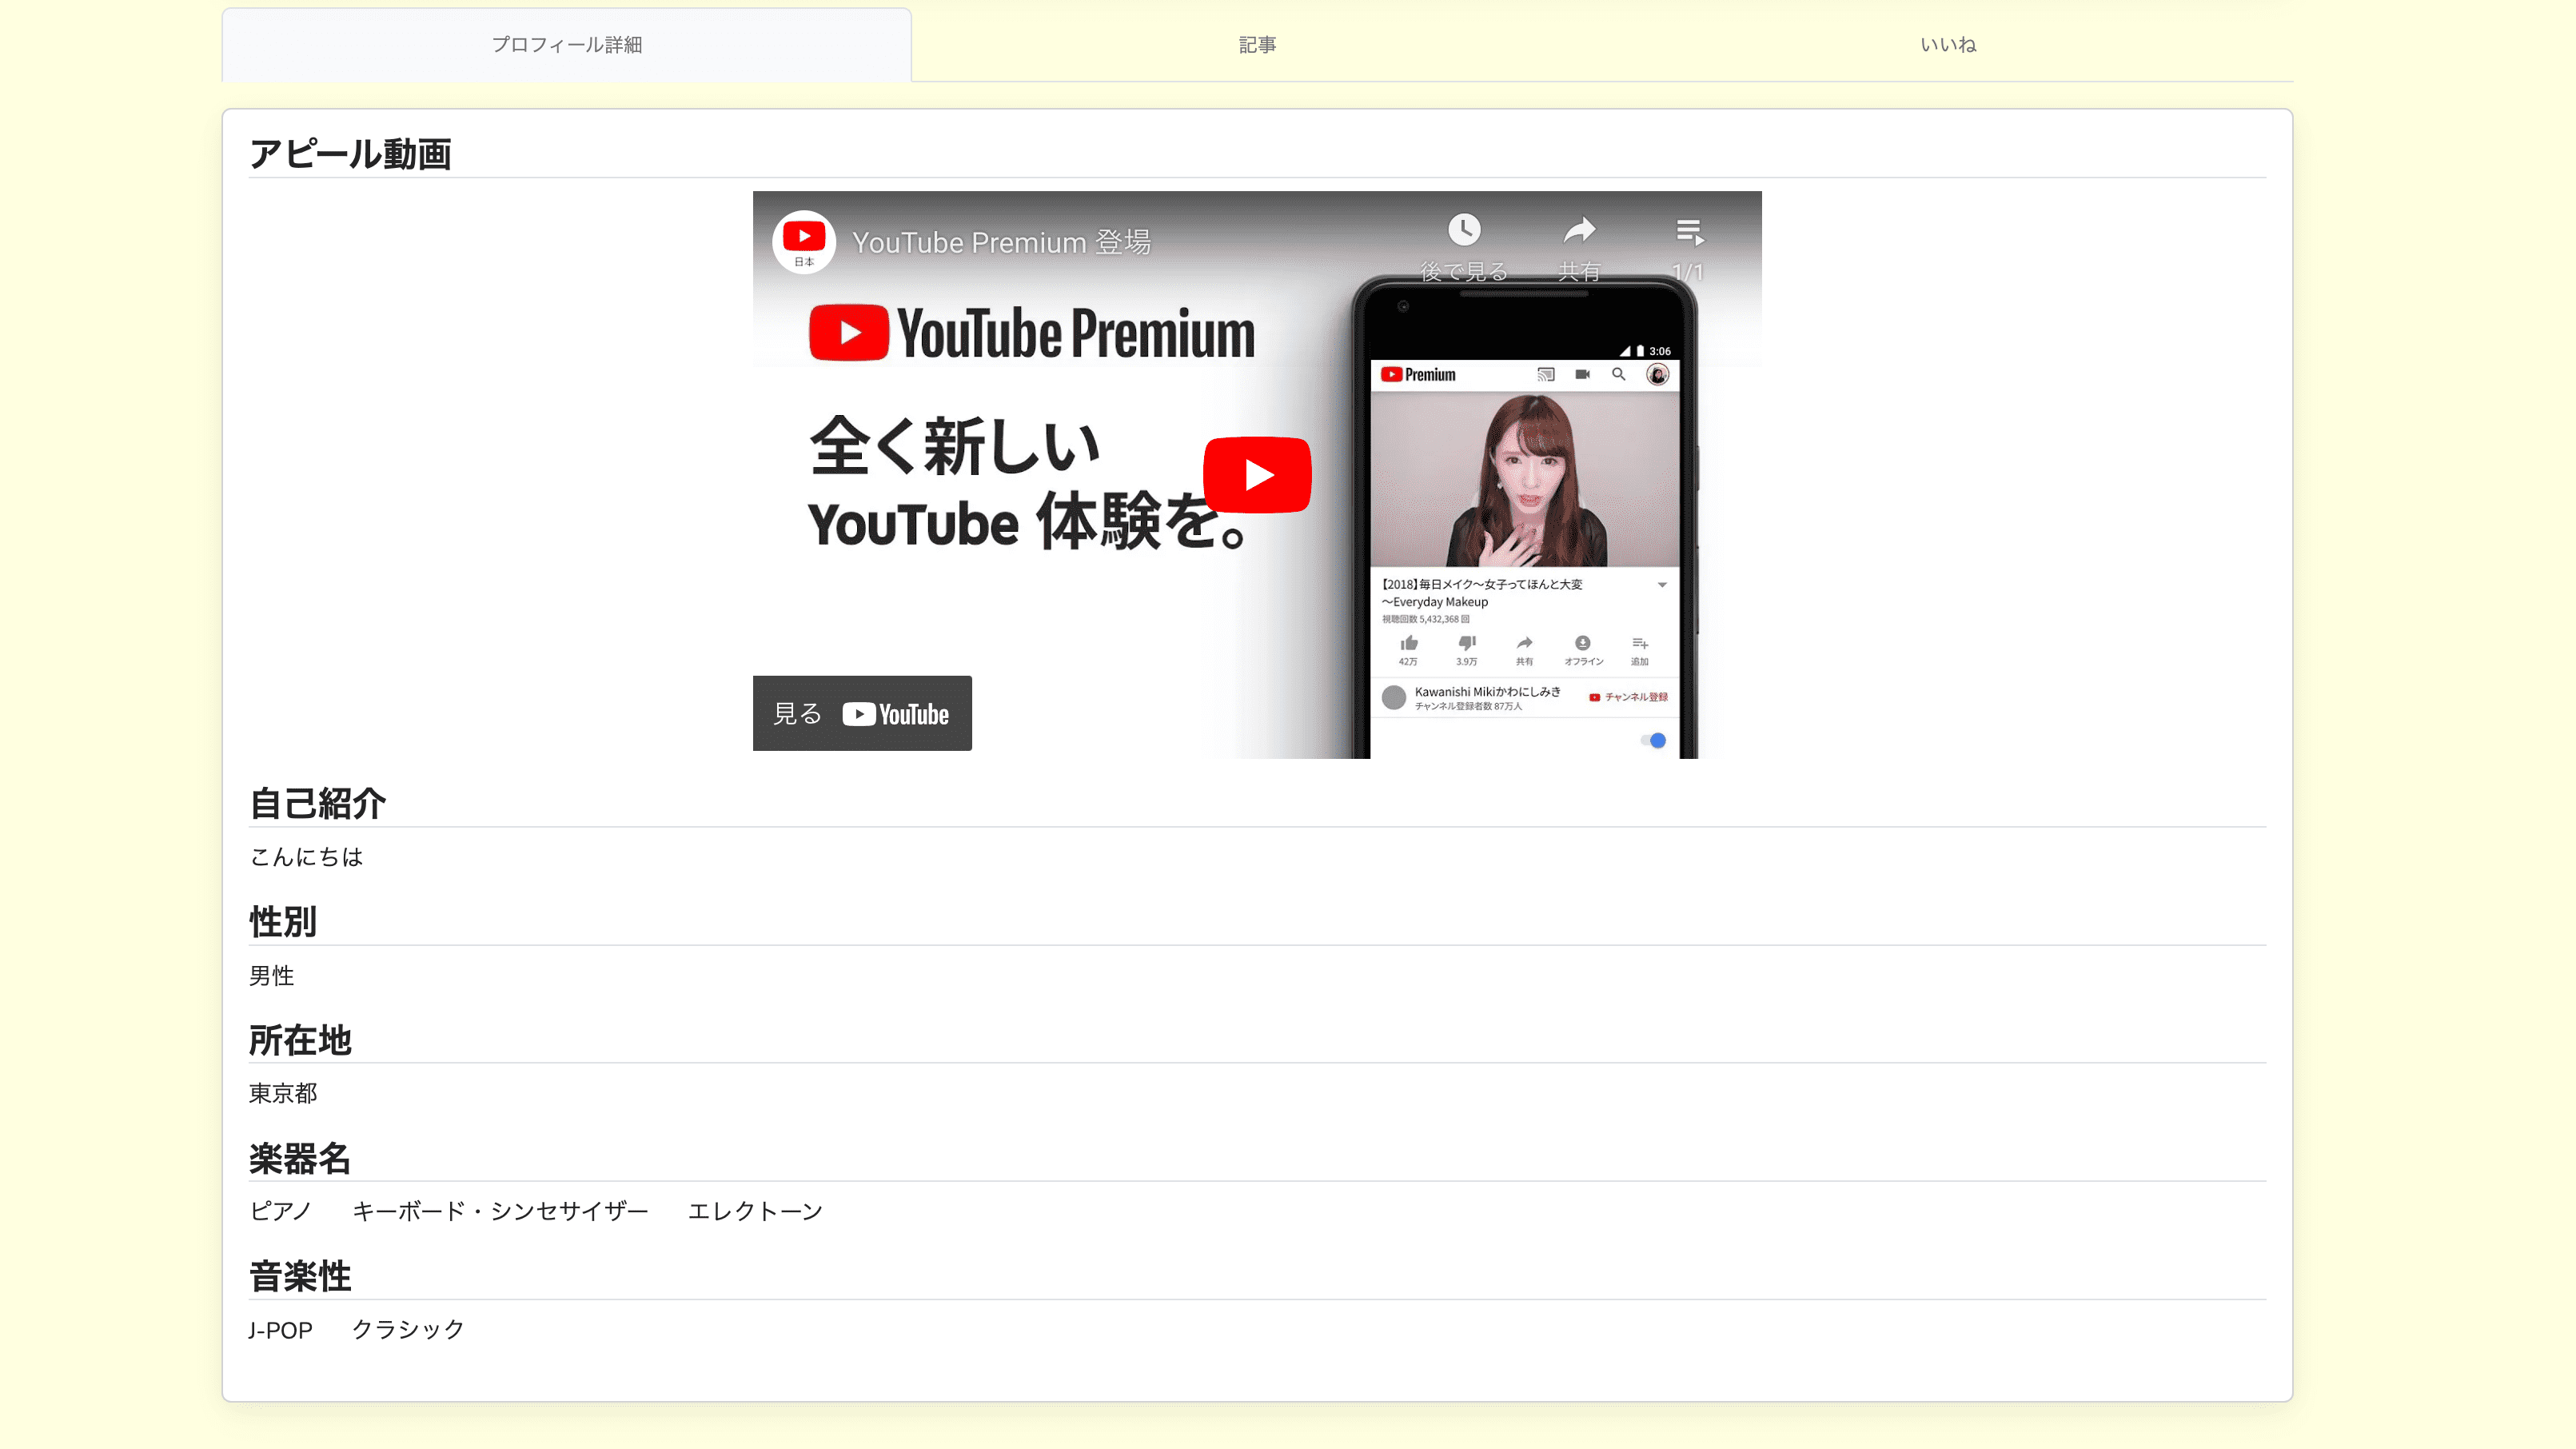 プロフィール詳細
記事
いいね
アピール動画
日本
YouTube Premium 登場
後で見る
共有
1/1
YouTube Premium
全く新しい
YouTube 体験を。
3:06
Premium
【2018】毎日メイク〜女子ってほんと大変
〜Everyday Makeup
視聴回数 5,432,368 回
42万
3.9万
共有
オフライン
追加
Kawanishi Mikiかわにしみき
チャンネル登録者数 87万人
チャンネル登録
見る YouTube
自己紹介
こんにちは
性別
男性
所在地
東京都
楽器名
ピアノ キーボード・シンセサイザー エレクトーン
音楽性
J-POP クラシック